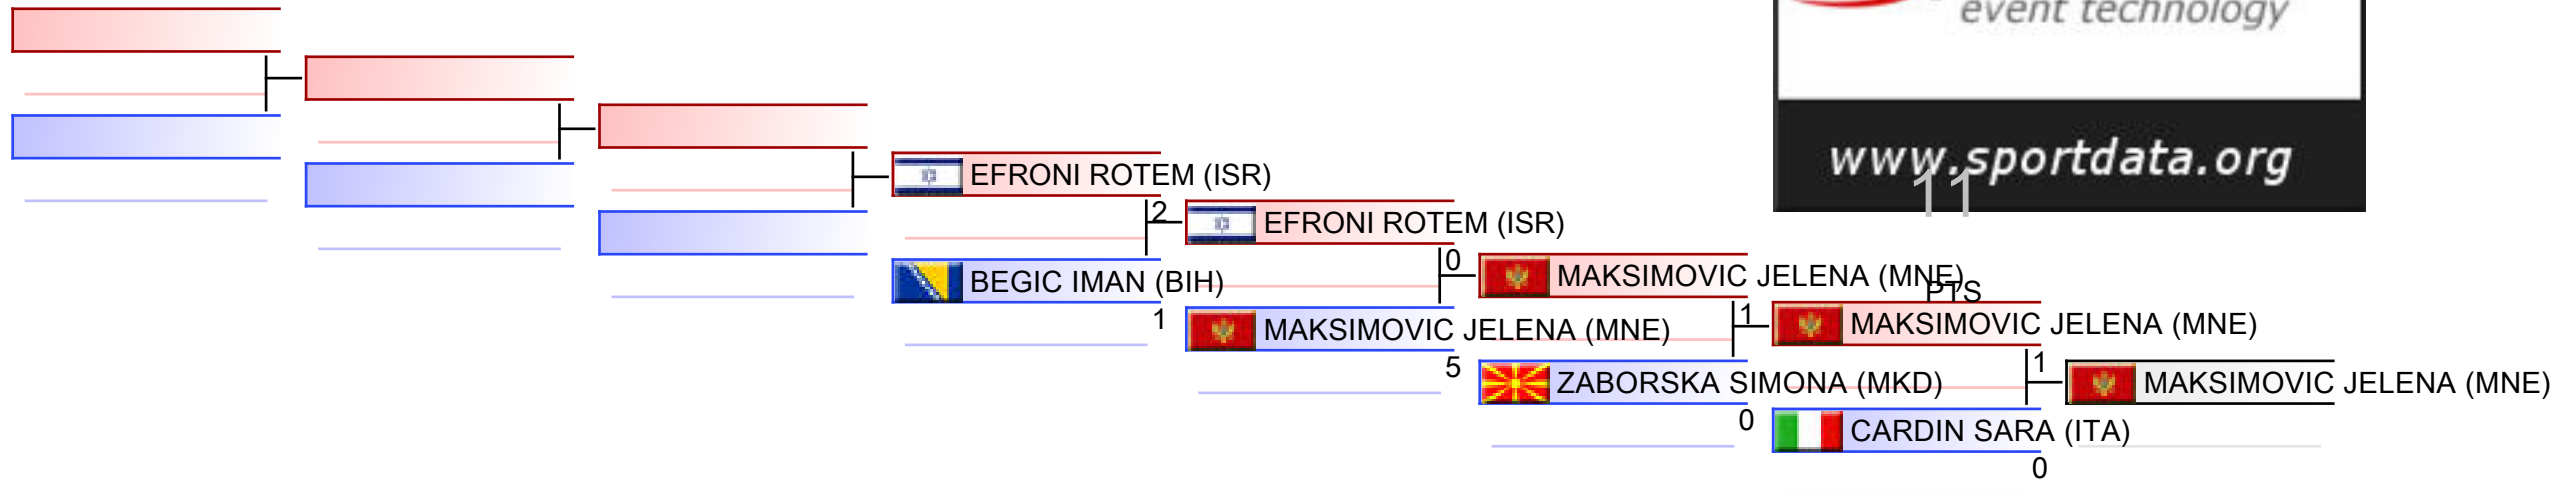 event technology
www.sportdata.org
11
EFRONI ROTEM (ISR)
2
BEGIC IMAN (BIH)
1
EFRONI ROTEM (ISR)
0
MAKSIMOVIC JELENA (MNE)
5
MAKSIMOVIC JELENA (MNE)
1
ZABORSKA SIMONA (MKD)
0
PTS
MAKSIMOVIC JELENA (MNE)
1
CARDIN SARA (ITA)
0
MAKSIMOVIC JELENA (MNE)